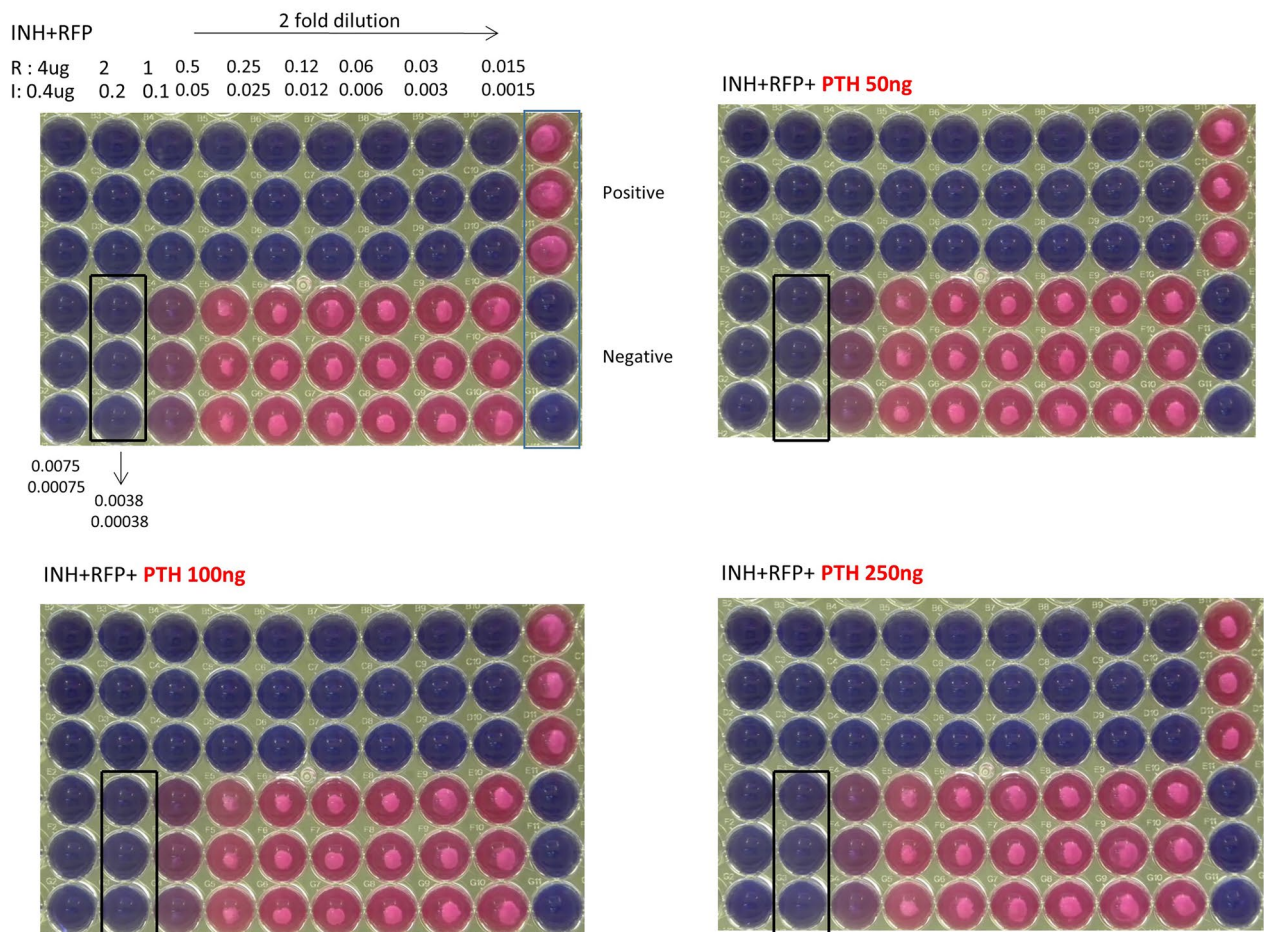 INH+RFP
2 fold dilution
R : 4ug 2 1 0.5 0.25 0.12 0.06 0.03 0.015
I: 0.4ug 0.2 0.1 0.05 0.025 0.012 0.006 0.003 0.0015
Positive
Negative
0.0075
0.00075
0.0038
0.00038
INH+RFP+ PTH 50ng
INH+RFP+ PTH 100ng
INH+RFP+ PTH 250ng